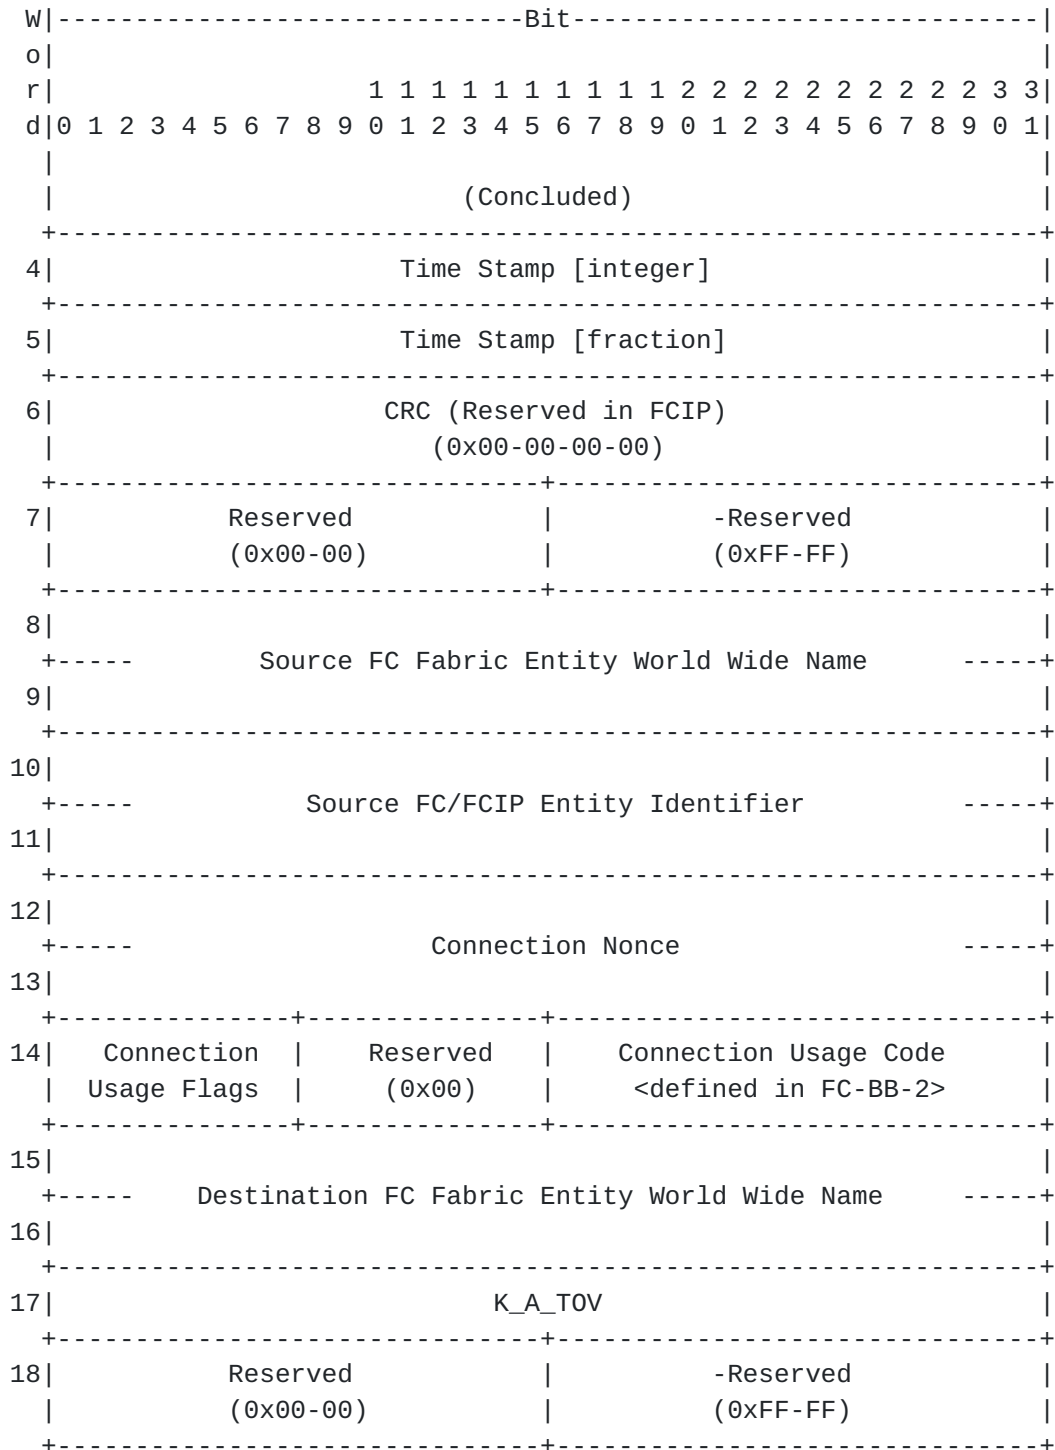 W|------------------------------Bit------------------------------|
o|                                                               |
r|                    1 1 1 1 1 1 1 1 1 1 2 2 2 2 2 2 2 2 2 2 3 3|
d|0 1 2 3 4 5 6 7 8 9 0 1 2 3 4 5 6 7 8 9 0 1 2 3 4 5 6 7 8 9 0 1|
 |                                                               |
 |                          (Concluded)                          |
 +---------------------------------------------------------------+
4|                      Time Stamp [integer]                     |
 +---------------------------------------------------------------+
5|                      Time Stamp [fraction]                    |
 +---------------------------------------------------------------+
6|                     CRC (Reserved in FCIP)                    |
 |                        (0x00-00-00-00)                        |
 +-------------------------------+-------------------------------+
7|           Reserved            |          -Reserved            |
 |           (0x00-00)           |          (0xFF-FF)            |
 +-------------------------------+-------------------------------+
8|                                                               |
 +-----        Source FC Fabric Entity World Wide Name      -----+
9|                                                               |
 +---------------------------------------------------------------+
10|                                                               |
 +-----           Source FC/FCIP Entity Identifier          -----+
11|                                                               |
 +---------------------------------------------------------------+
12|                                                               |
 +-----                   Connection Nonce                  -----+
13|                                                               |
 +---------------+---------------+-------------------------------+
14|   Connection  |    Reserved   |    Connection Usage Code      |
 |  Usage Flags  |     (0x00)    |     <defined in FC-BB-2>      |
 +---------------+---------------+-------------------------------+
15|                                                               |
 +-----    Destination FC Fabric Entity World Wide Name     -----+
16|                                                               |
 +---------------------------------------------------------------+
17|                            K_A_TOV                            |
 +-------------------------------+-------------------------------+
18|           Reserved            |          -Reserved            |
 |           (0x00-00)           |          (0xFF-FF)            |
 +-------------------------------+-------------------------------+